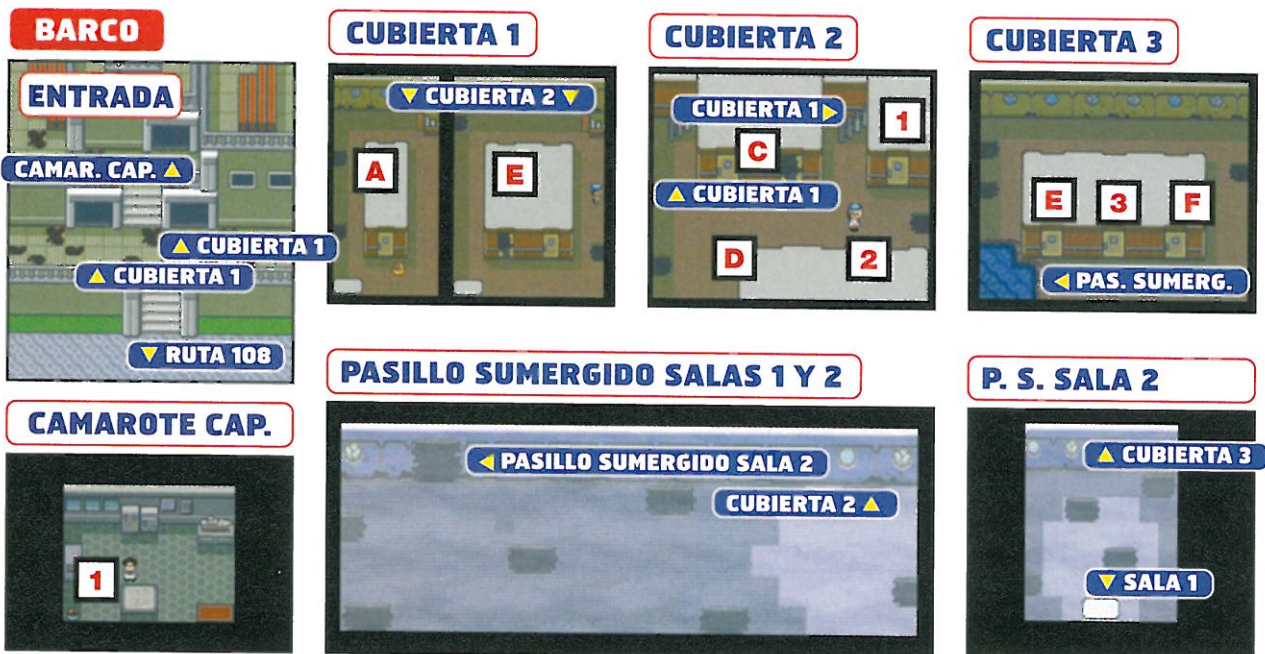 BARCO
ENTRADA
CAMAR. CAP. ▲
▲ CUBIERTA 1
▲ CUBIERTA 1
▼ RUTA 108
CUBIERTA 1
▼ CUBIERTA 2 ▼
A
E
CUBIERTA 2
CUBIERTA 1 ▶
1
C
▲ CUBIERTA 1
D
2
CUBIERTA 3
E
3
F
◀ PAS. SUMERG.
CAMAROTE CAP.
1
PASILLO SUMERGIDO SALAS 1 Y 2
◀ PASILLO SUMERGIDO SALA 2
CUBIERTA 2 ▲
P. S. SALA 2
▲ CUBIERTA 3
▼ SALA 1